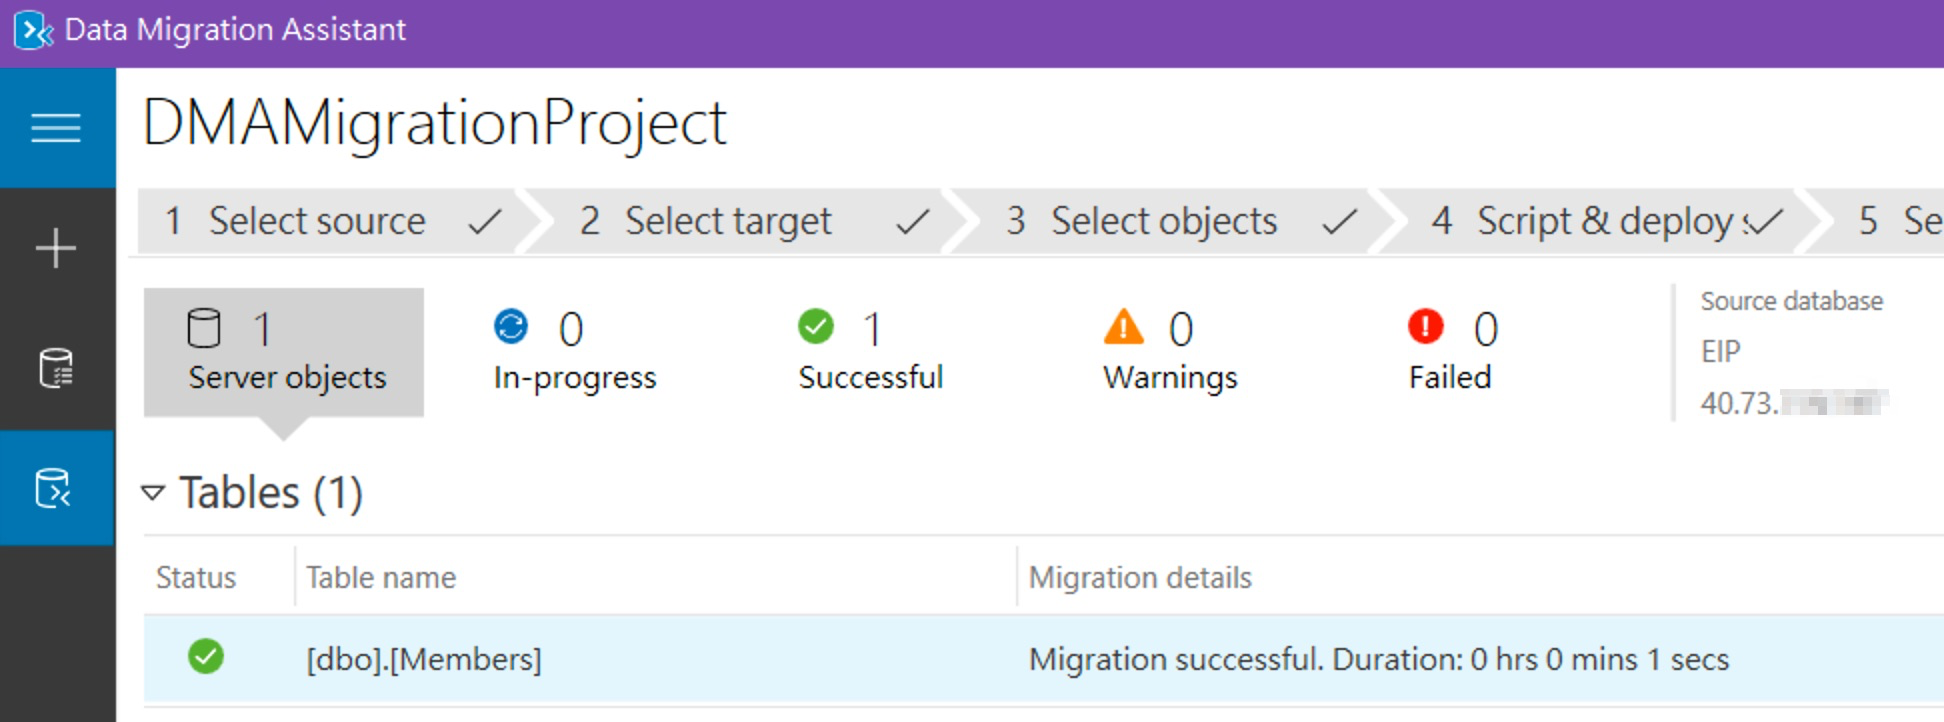 Data Migration Assistant
DMAMigrationProject
1 Select source
2 Select target
3 Select objects
4 Script & deploy
5 Se
1
Server objects
0
In-progress
1
Successful
0
Warnings
0
Failed
Source database
EIP
40.73.
Tables (1)
Status Table name Migration details
[dbo].[Members] Migration successful. Duration: 0 hrs 0 mins 1 secs